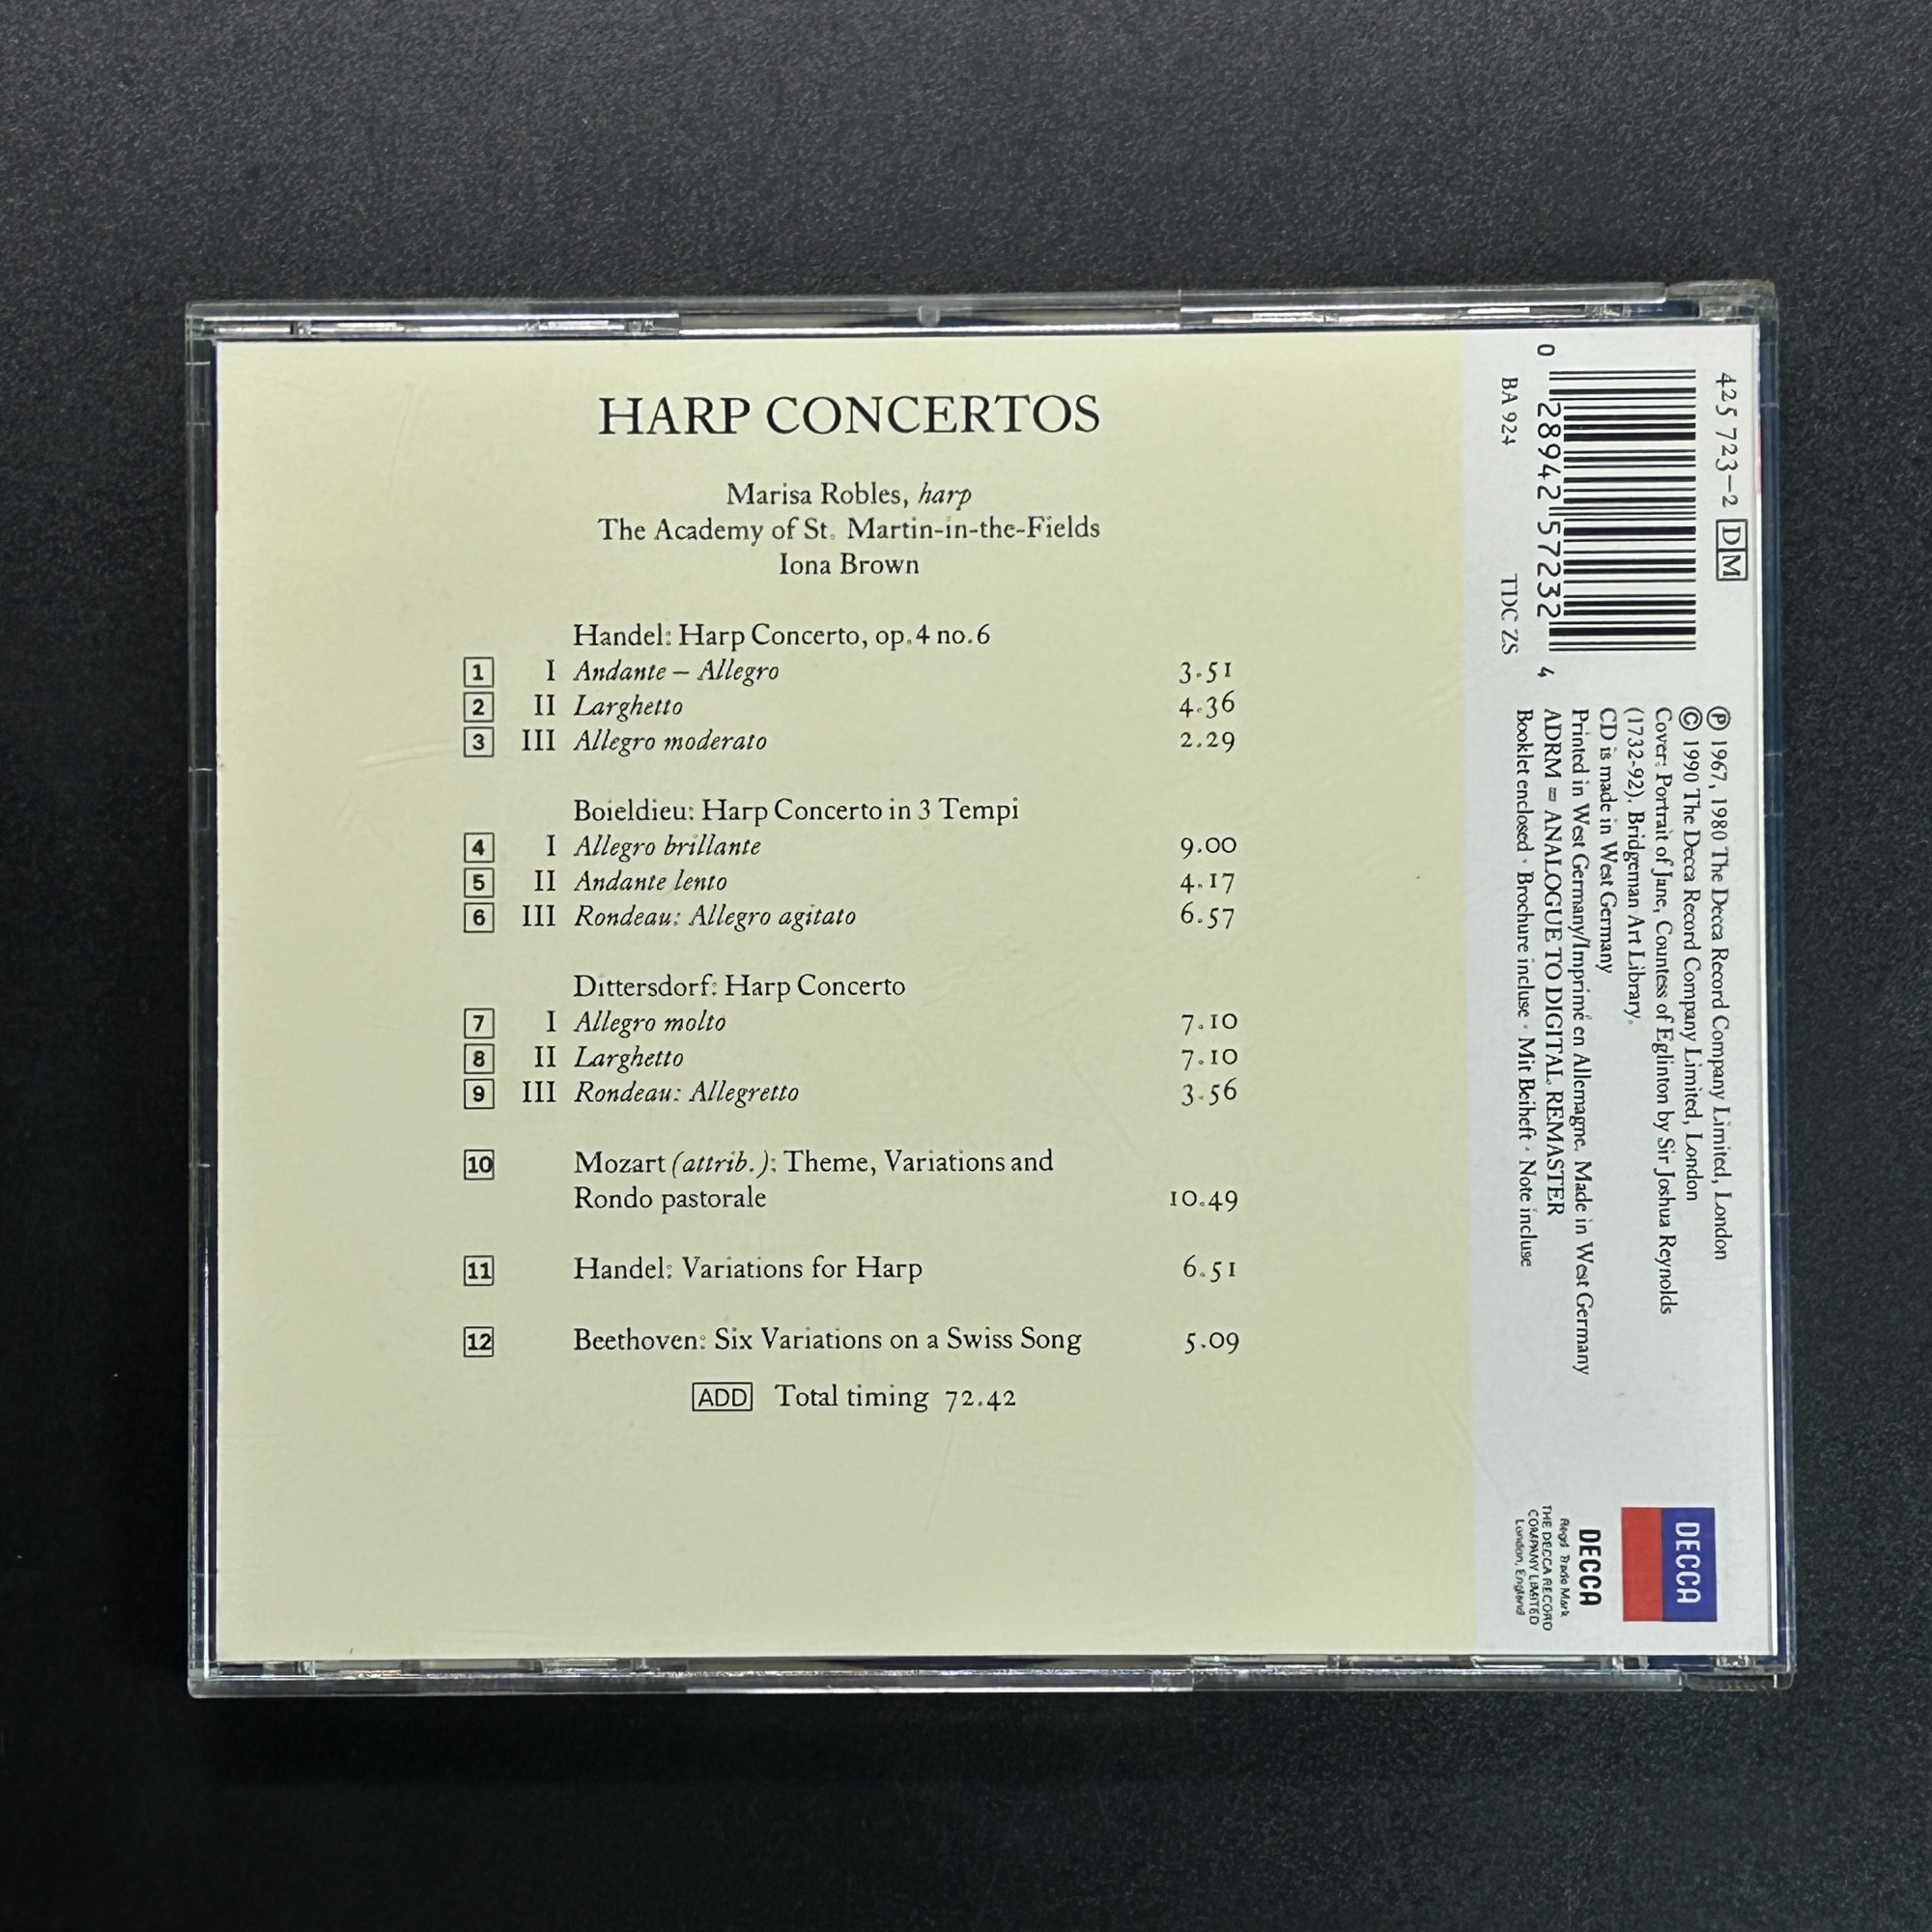 HARP CONCERTOS
Marisa Robles, harp
The Academy of St. Martin-in-the-Fields
Iona Brown
Handel: Harp Concerto, op.4 no.6
1 I Andante – Allegro 3.51
2 II Larghetto 4.36
3 III Allegro moderato 2.29
Boieldieu: Harp Concerto in 3 Tempi
4 I Allegro brillante 9.00
5 II Andante lento 4.17
6 III Rondeau: Allegro agitato 6.57
Dittersdorf: Harp Concerto
7 I Allegro molto 7.10
8 II Larghetto 7.10
9 III Rondeau: Allegretto 3.56
10 Mozart (attrib.): Theme, Variations and
Rondo pastorale 10.49
11 Handel: Variations for Harp 6.51
12 Beethoven: Six Variations on a Swiss Song 5.09
ADD Total timing 72.42
425 723-2 DM
0 28942 57232 4
BA 924 TDC ZS
℗ 1967, 1980 The Decca Record Company Limited, London
© 1990 The Decca Record Company Limited, London
Cover: Portrait of Jane, Countess of Eglinton by Sir Joshua Reynolds
(1732-92). Bridgeman Art Library.
CD is made in West Germany
Printed in West Germany/Imprimé en Allemagne. Made in West Germany
ADRM = ANALOGUE TO DIGITAL REMASTER
Booklet enclosed · Brochure incluse · Mit Beiheft · Note incluse
DECCA
DECCA
Regd Trade Mark
THE DECCA RECORD
COMPANY LIMITED
London, England